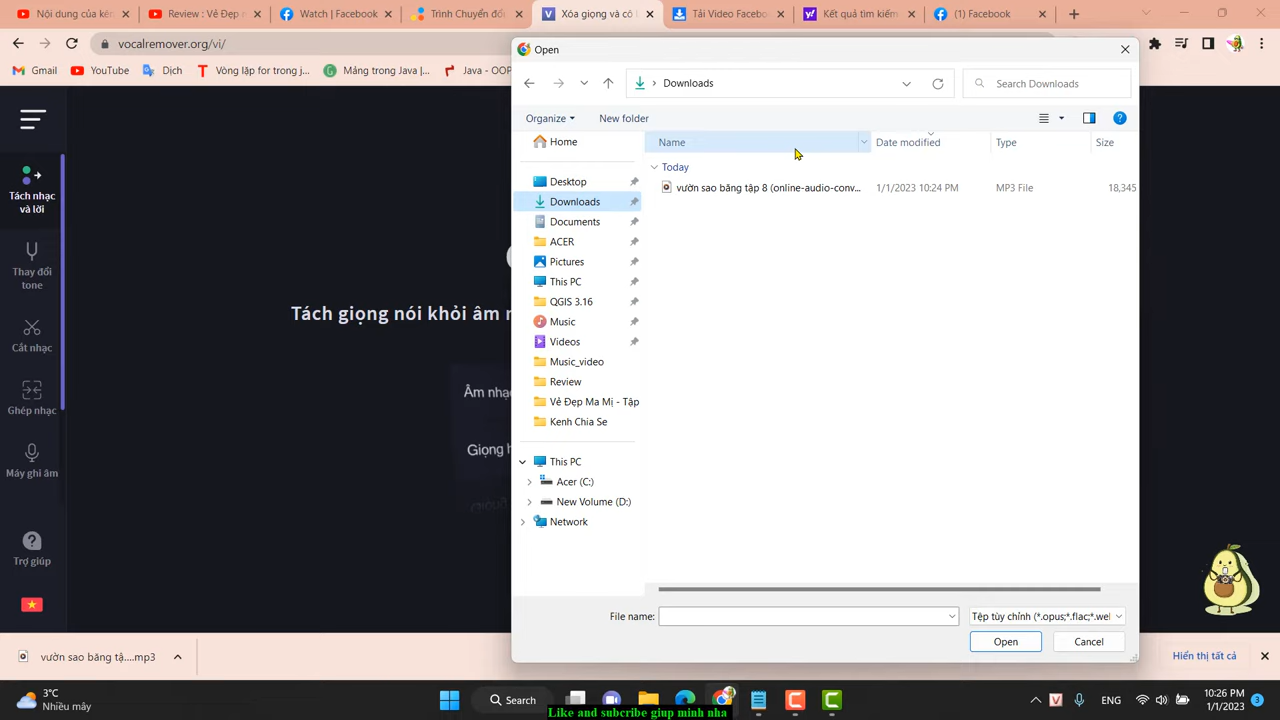 Nội dung của ké
Review : Vẻ Đẹp
Watch | Facebook
Trình Chuyển đổi
Xóa giọng và cô l
Tải Video Faceboo
Kết quả tìm kiếm
(1) Facebook
vocalremover.org/vi/
Gmail
YouTube
Dịch
Vòng lặp for trong j...
Mảng trong Java |...
Java - OOP
Open
Downloads
Search Downloads
Organize
New folder
Name
Date modified
Type
Size
Today
vườn sao băng tập 8 (online-audio-conv...
1/1/2023 10:24 PM
MP3 File
18,345
Home
Desktop
Downloads
Documents
ACER
Pictures
This PC
QGIS 3.16
Music
Videos
Music_video
Review
Vẻ Đẹp Ma Mị - Tập
Kenh Chia Se
This PC
Acer (C:)
New Volume (D:)
Network
File name:
Tệp tùy chỉnh (*.opus;*.flac;*.wel
Open
Cancel
Tách nhạc
và lời
Thay đổi
tone
Cắt nhạc
Ghép nhạc
Máy ghi âm
Trợ giúp
Tách giọng nói khỏi âm n
Âm nhạ
Giọng h
vườn sao băng tậ....mp3
Hiển thị tất cả
3°C
Nhiều mây
Search
ENG
10:26 PM
1/1/2023
3
Like and subcribe giup minh nha